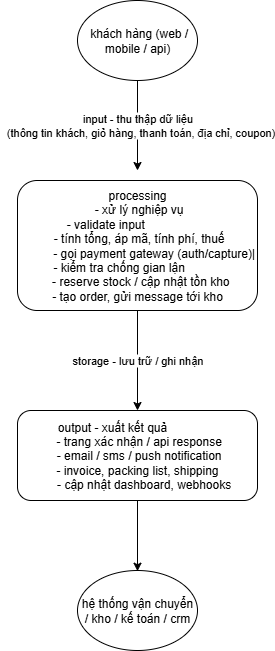 khách hàng (web /
mobile / api)
input - thu thập dữ liệu
(thông tin khách, giỏ hàng, thanh toán, địa chỉ, coupon)
processing
- xử lý nghiệp vụ
- validate input
- tính tổng, áp mã, tính phí, thuế
- gọi payment gateway (auth/capture)|
- kiểm tra chống gian lận
- reserve stock / cập nhật tồn kho
- tạo order, gửi message tới kho
storage - lưu trữ / ghi nhận
output - xuất kết quả
- trang xác nhận / api response
- email / sms / push notification
- invoice, packing list, shipping
- cập nhật dashboard, webhooks
hệ thống vận chuyển
/ kho / kế toán / crm